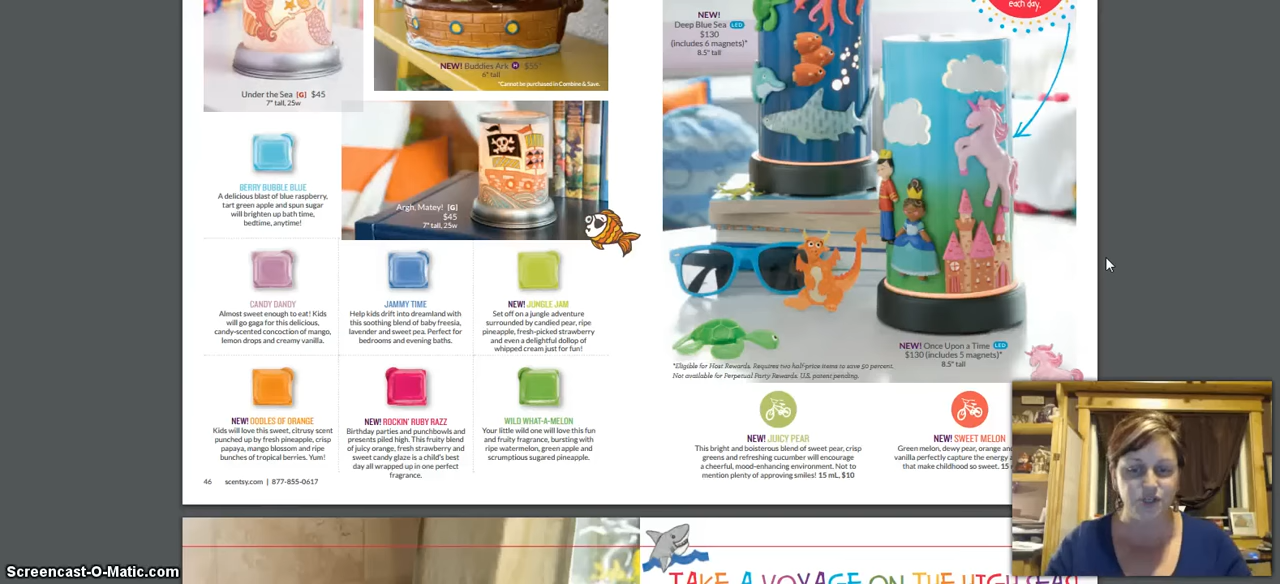 Under the Sea [G] $45
7" tall, 25w
NEW! Buddies Ark $55*
6" tall
*Cannot be purchased in Combine & Save.
BERRY BUBBLE BLUE
A delicious blast of blue raspberry,
tart green apple and spun sugar
will brighten up bath time,
bedtime, anytime!
Argh, Matey! [G]
$45
7" tall, 25w
CANDY DANDY
Almost sweet enough to eat! Kids
will go gaga for this delicious,
candy-scented concoction of mango,
lemon drops and creamy vanilla.
JAMMY TIME
Help kids drift into dreamland with
this soothing blend of baby freesia,
lavender and sweet pea. Perfect for
bedrooms and evening baths.
NEW! JUNGLE JAM
Set off on a jungle adventure
surrounded by candied pear, ripe
pineapple, fresh-picked strawberry
and even a delightful dollop of
whipped cream just for fun!
NEW! OODLES OF ORANGE
Kids will love this sweet, citrusy scent
punched up by fresh pineapple, crisp
papaya, mango blossom and ripe
bunches of tropical berries. Yum!
NEW! ROCKIN' RUBY RAZZ
Birthday parties and punchbowls and
presents piled high. This fruity blend
of juicy orange, fresh strawberry and
sweet candy glaze is a child's best
day all wrapped up in one perfect
fragrance.
WILD WHAT-A-MELON
Your little wild one will love this fun
and fruity fragrance, bursting with
ripe watermelon, green apple and
scrumptious sugared pineapple.
46 scentsy.com | 877-855-0617
each day.
NEW!
Deep Blue Sea LED
$130
(includes 6 magnets)*
8.5" tall
NEW! Once Upon a Time LED
$130 (includes 5 magnets)*
8.5" tall
*Eligible for Host Rewards. Requires two half-price items to save 50 percent.
Not available for Perpetual Party Rewards. U.S. patent pending.
NEW! JUICY PEAR
This bright and boisterous blend of sweet pear, crisp
greens and refreshing cucumber will encourage
a cheerful, mood-enhancing environment. Not to
mention plenty of approving smiles! 15 mL, $10
NEW! SWEET MELON
Green melon, dewy pear, orange an
vanilla perfectly capture the energy
that make childhood so sweet. 15
TAKE A VOYAGE ON THE HIGH SEAS
Screencast-O-Matic.com